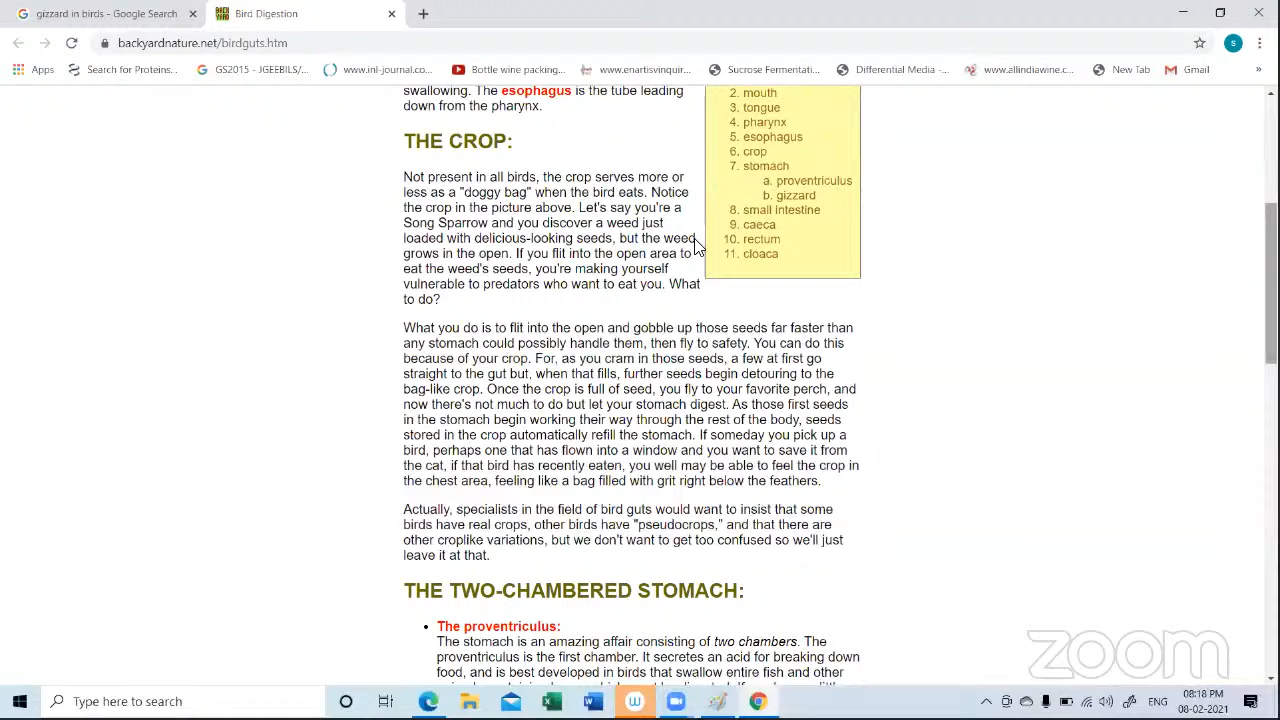 gizzard in birds - Google Search
Bird Digestion
backyardnature.net/birdguts.htm
Apps
Search for Proteins...
GS2015 - JGEEBILS/...
www.inl-journal.co...
Bottle wine packing...
www.enartisvinquir...
Sucrose Fermentati...
Differential Media -...
www.allindiawine.c...
New Tab
Gmail
swallowing. The esophagus is the tube leading
down from the pharynx.
2. mouth
3. tongue
4. pharynx
5. esophagus
6. crop
7. stomach
a. proventriculus
b. gizzard
8. small intestine
9. caeca
10. rectum
11. cloaca
THE CROP:
Not present in all birds, the crop serves more or
less as a "doggy bag" when the bird eats. Notice
the crop in the picture above. Let's say you're a
Song Sparrow and you discover a weed just
loaded with delicious-looking seeds, but the weed
grows in the open. If you flit into the open area to
eat the weed's seeds, you're making yourself
vulnerable to predators who want to eat you. What
to do?
What you do is to flit into the open and gobble up those seeds far faster than
any stomach could possibly handle them, then fly to safety. You can do this
because of your crop. For, as you cram in those seeds, a few at first go
straight to the gut but, when that fills, further seeds begin detouring to the
bag-like crop. Once the crop is full of seed, you fly to your favorite perch, and
now there's not much to do but let your stomach digest. As those first seeds
in the stomach begin working their way through the rest of the body, seeds
stored in the crop automatically refill the stomach. If someday you pick up a
bird, perhaps one that has flown into a window and you want to save it from
the cat, if that bird has recently eaten, you well may be able to feel the crop in
the chest area, feeling like a bag filled with grit right below the feathers.
Actually, specialists in the field of bird guts would want to insist that some
birds have real crops, other birds have "pseudocrops," and that there are
other croplike variations, but we don't want to get too confused so we'll just
leave it at that.
THE TWO-CHAMBERED STOMACH:
• The proventriculus:
The stomach is an amazing affair consisting of two chambers. The
proventriculus is the first chamber. It secretes an acid for breaking down
food, and is best developed in birds that swallow entire fish and other
zoom
Type here to search
ENG
08:18 PM
08-02-2021